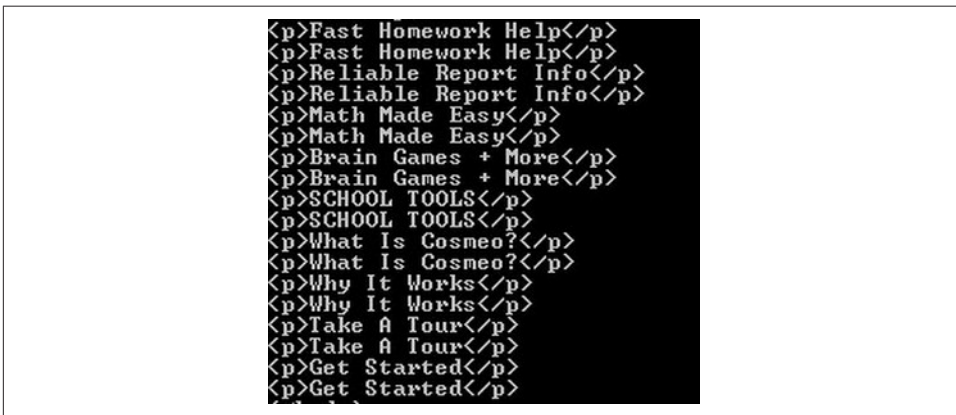 <p>Fast Homework Help</p>
<p>Fast Homework Help</p>
<p>Reliable Report Info</p>
<p>Reliable Report Info</p>
<p>Math Made Easy</p>
<p>Math Made Easy</p>
<p>Brain Games + More</p>
<p>Brain Games + More</p>
<p>SCHOOL TOOLS</p>
<p>SCHOOL TOOLS</p>
<p>What Is Cosmeo?</p>
<p>What Is Cosmeo?</p>
<p>Why It Works</p>
<p>Why It Works</p>
<p>Take A Tour</p>
<p>Take A Tour</p>
<p>Get Started</p>
<p>Get Started</p>